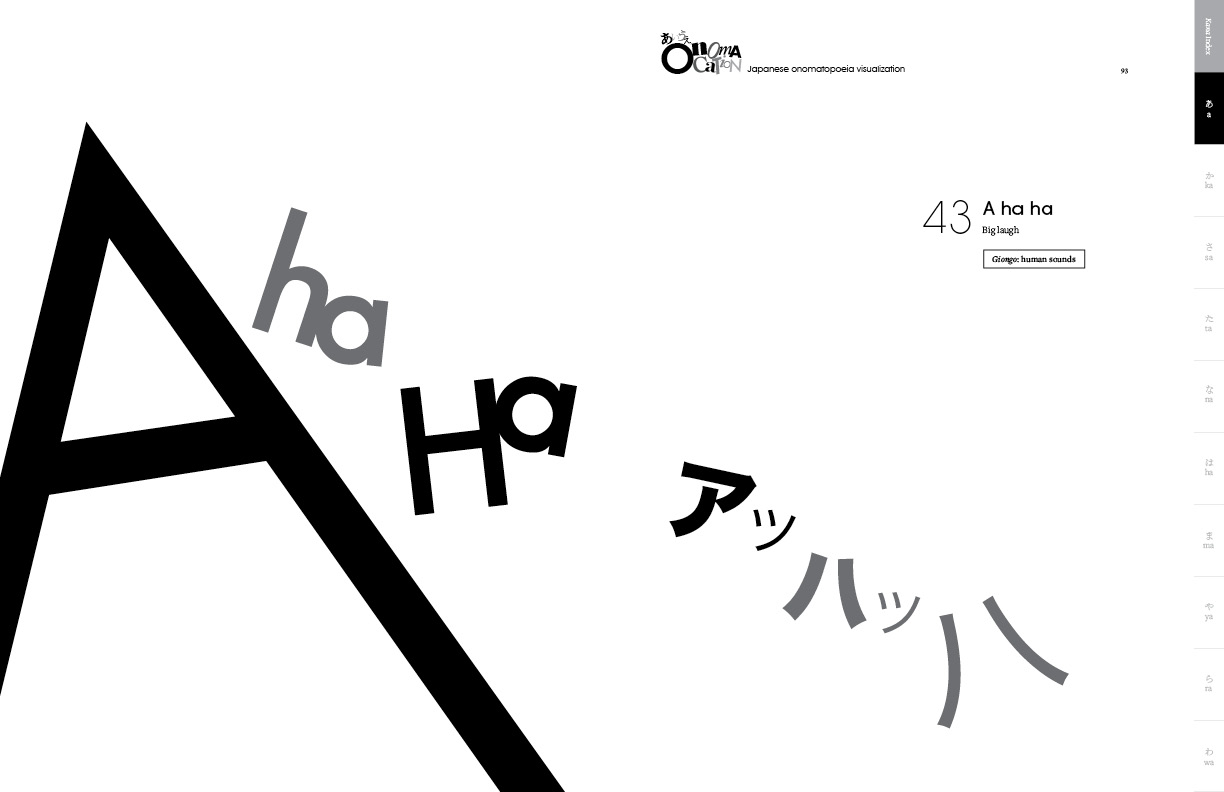 A
ha
Ha
アッハッハ
あいうえ
OnomA
CaTioN
Japanese onomatopoeia visualization
93
43 A ha ha
Big laugh
Giongo: human sounds
Kana Index
あ
a
か
ka
さ
sa
た
ta
な
na
は
ha
ま
ma
や
ya
ら
ra
わ
wa